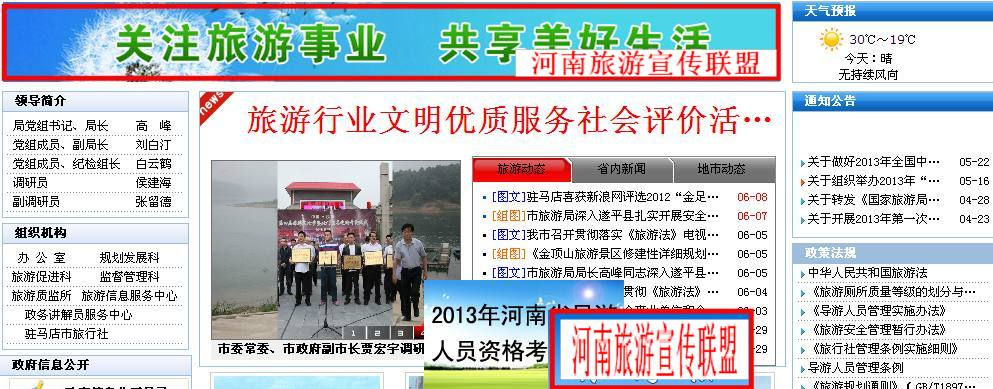 关注旅游事业 共享美好生活
河南旅游宣传联盟
天气预报
30℃～19℃
今天：晴
无持续风向
领导简介
局党组书记、局长 高 峰
党组成员、副局长 刘白汀
党组成员、纪检组长 白云鹤
调研员 侯建海
副调研员 张留德
组织机构
办 公 室 规划发展科
旅游促进科 监督管理科
旅游质监所 旅游信息服务中心
政务讲解员服务中心
驻马店市旅行社
政府信息公开
news
旅游行业文明优质服务社会评价活…
旅游动态 省内新闻 地市动态
[图文]驻马店喜获新浪网评选2012“金足… 06-08
[组图]市旅游局深入遂平县扎实开展安全… 06-07
[图文]我市召开贯彻落实《旅游法》电视… 06-05
[组图]《金顶山旅游景区修建性详细规划… 06-05
[图文]市旅游局局长高峰同志深入遂平县… 06-05
贯彻《旅游法》… 06-04
-03
-29
1 2 3 4
市委常委、市政府副市长贾宏宇调研
2013年河南
人员资格考
河南旅游宣传联盟
通知公告
关于做好2013年全国中… 05-22
关于组织举办2013年“… 05-16
关于转发《国家旅游局… 04-28
关于开展2013年第一次… 04-23
政策法规
中华人民共和国旅游法
《旅游厕所质量等级的划分与…
《导游人员管理实施办法》
《旅游安全管理暂行办法》
《旅行社管理条例实施细则》
导游人员管理条例
《旅游规划通则》（GB/T1897…